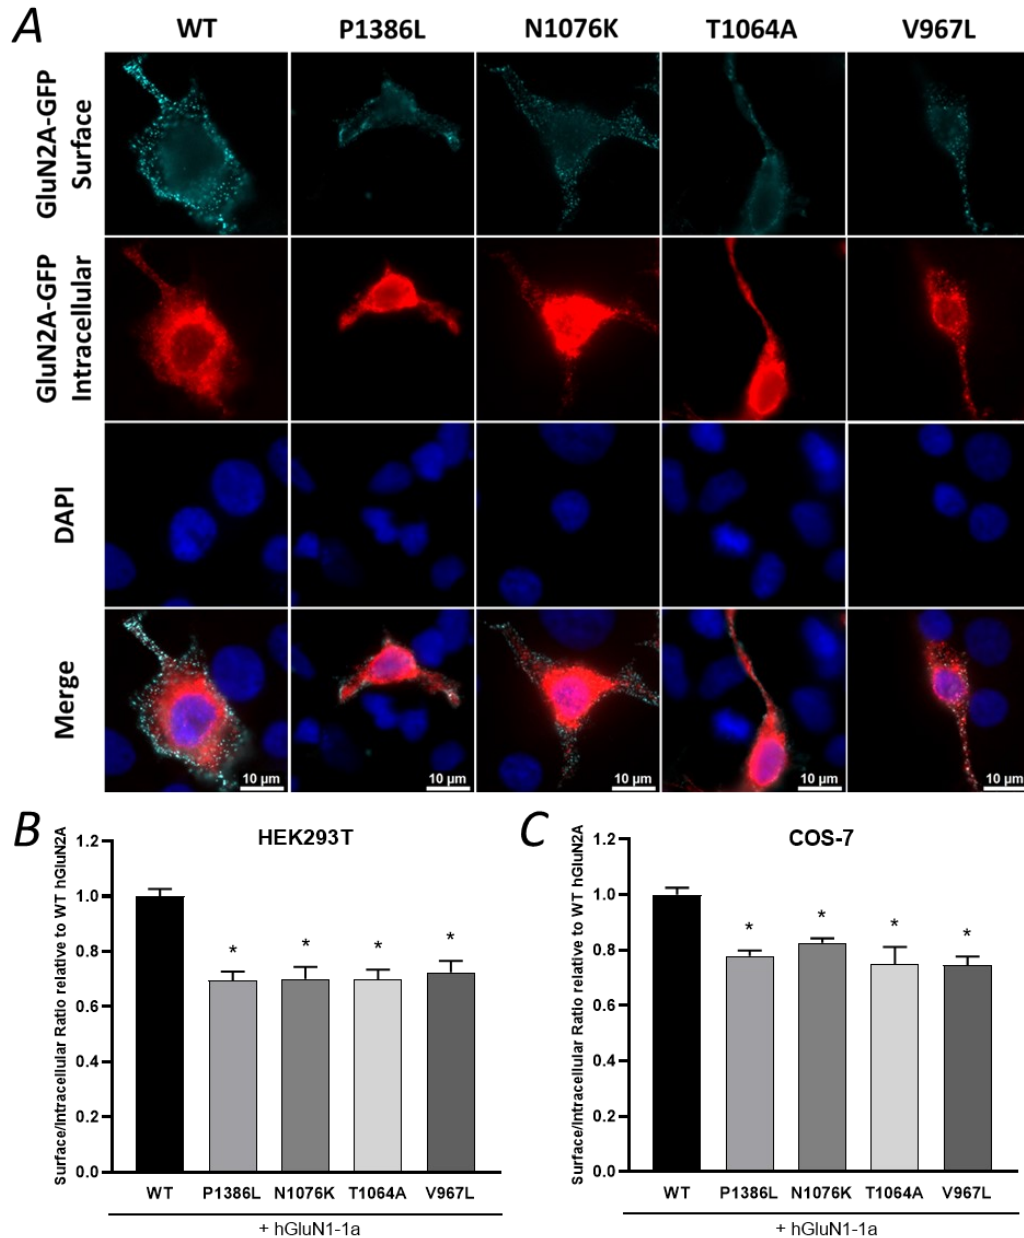 A
WT P1386L N1076K T1064A V967L
GluN2A-GFP
Surface
GluN2A-GFP
Intracellular
DAPI
Merge
10 µm 10 µm 10 µm 10 µm 10 µm
B
HEK293T
Surface/Intracellular Ratio relative to WT hGluN2A
1.2
1.0
0.8
0.6
0.4
0.2
0.0
* * * *
WT P1386L N1076K T1064A V967L
+ hGluN1-1a
C
COS-7
Surface/Intracellular Ratio relative to WT hGluN2A
1.2
1.0
0.8
0.6
0.4
0.2
0.0
* * * *
WT P1386L N1076K T1064A V967L
+ hGluN1-1a